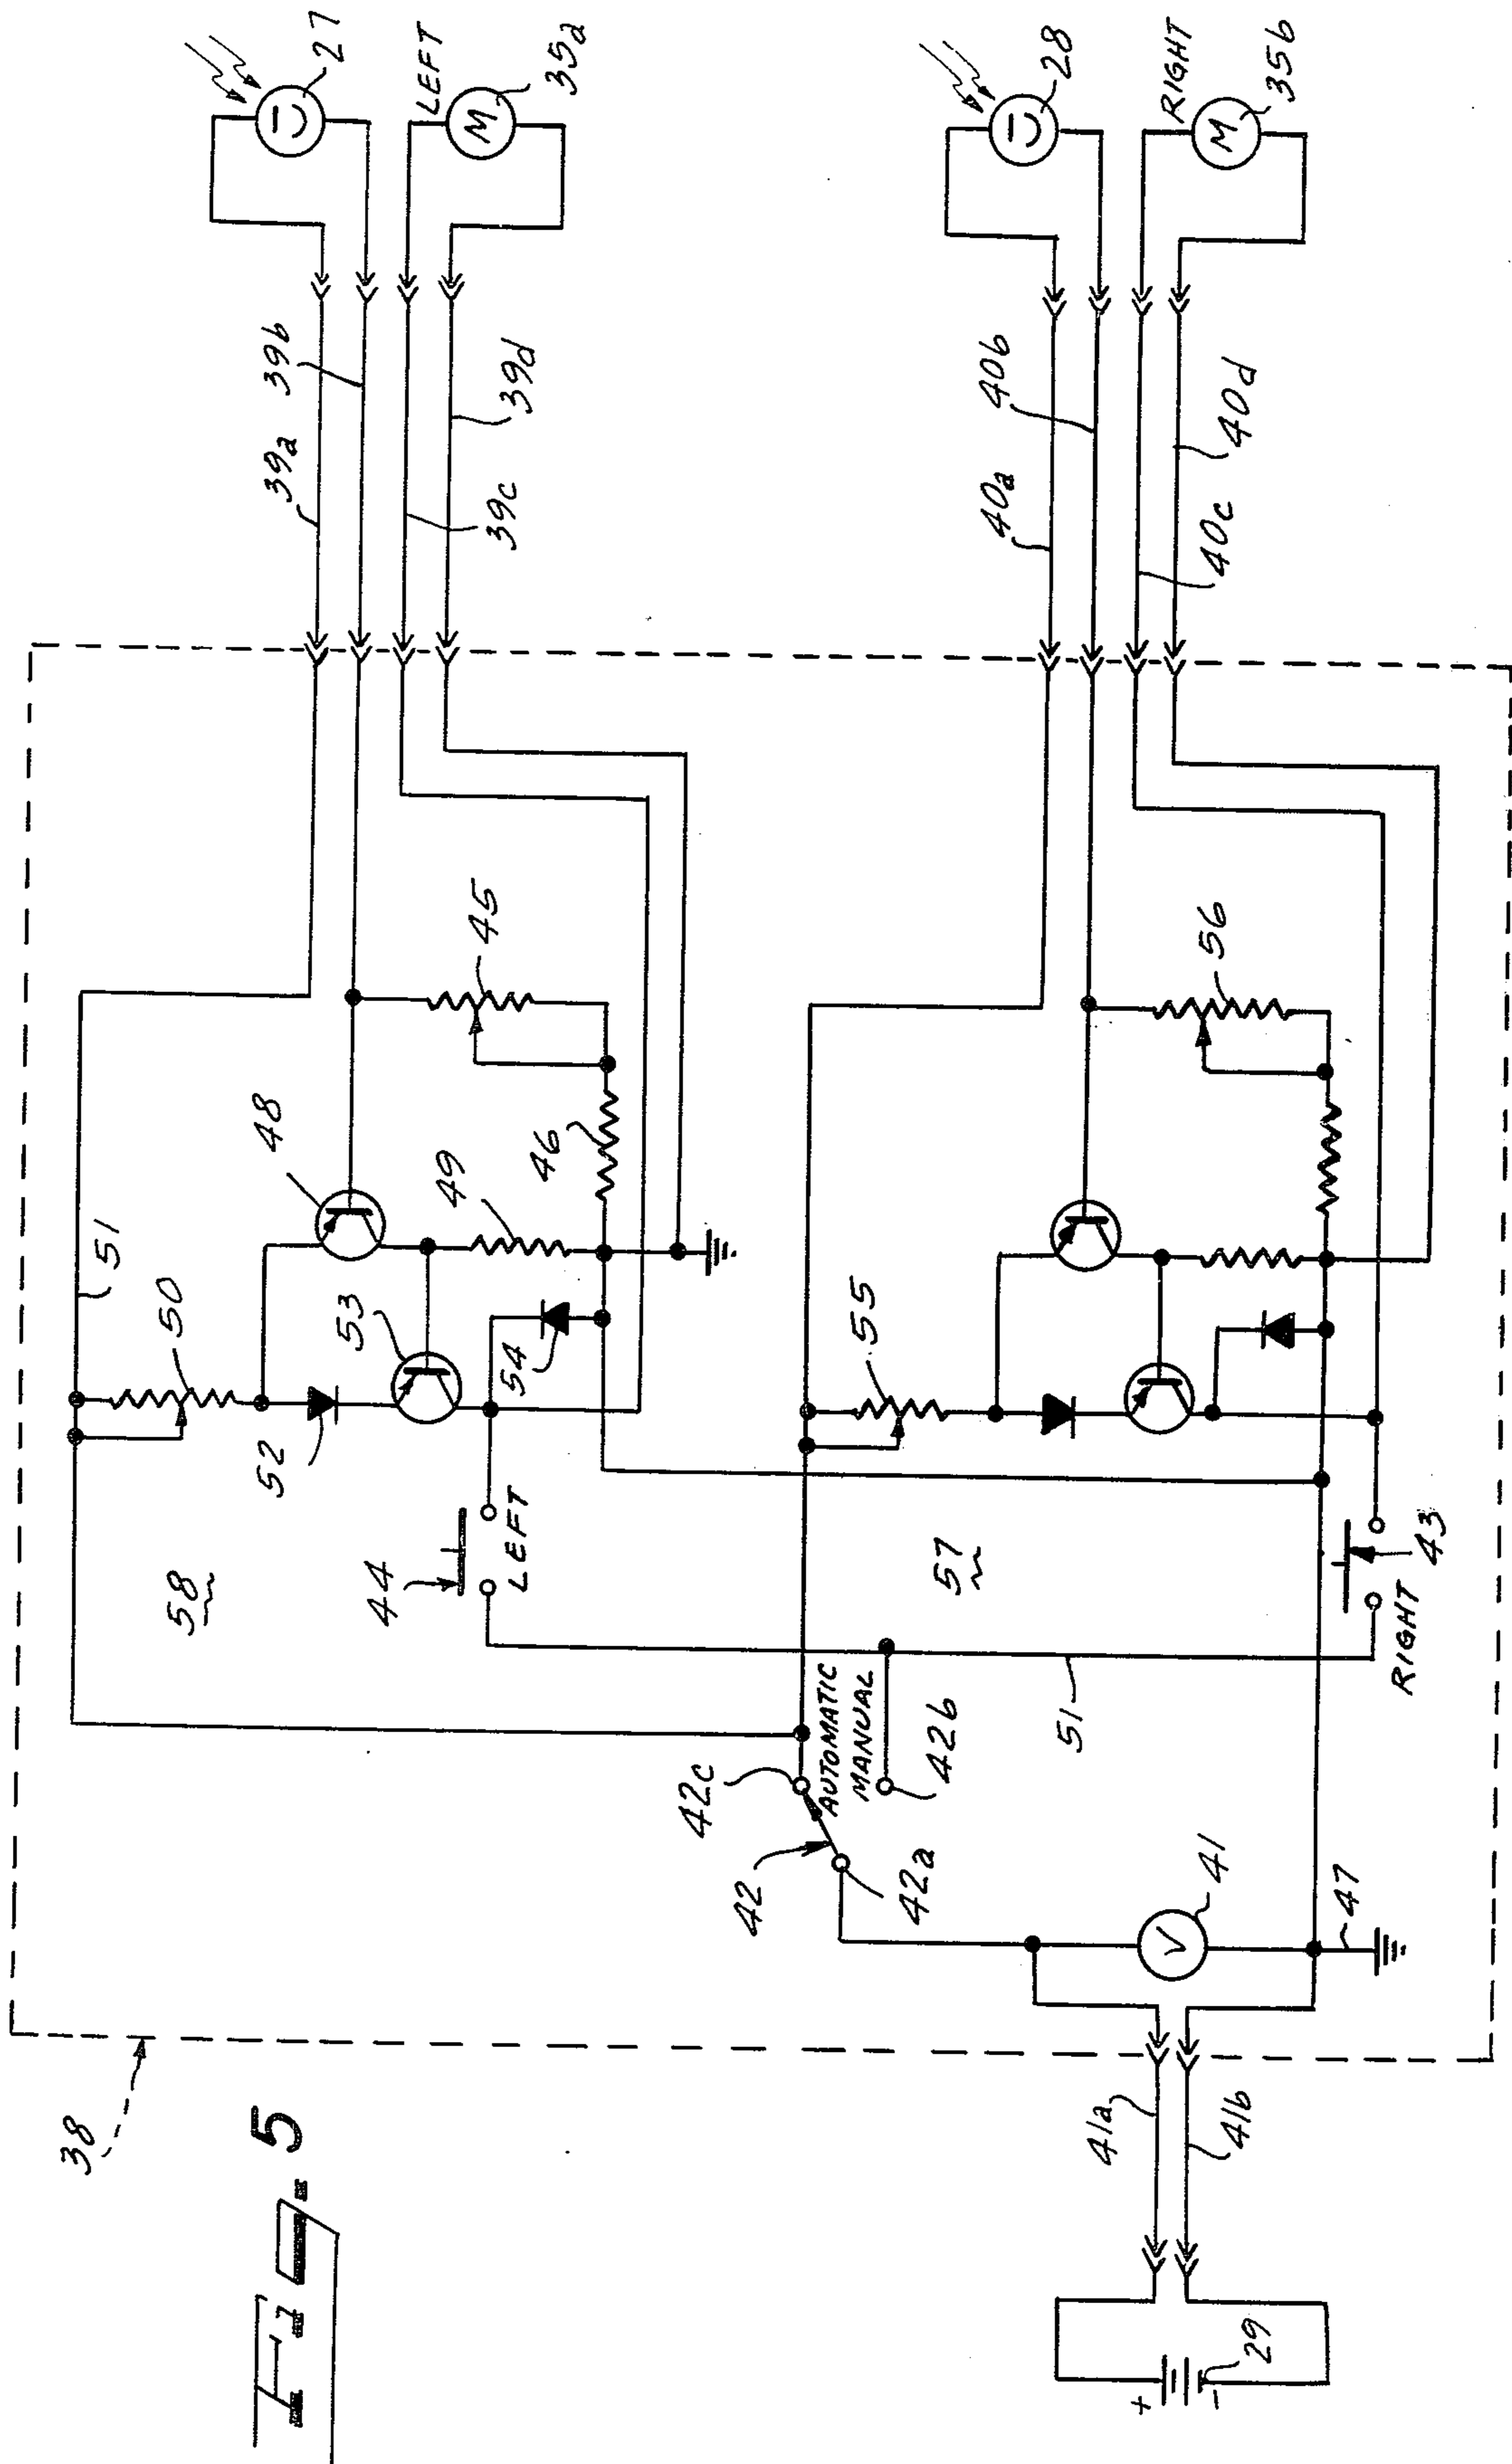 38
Fig. 5
51
58
50
52
48
39a
39b
27
44
53
49
45
LEFT
LEFT
54
46
39c
39d
35a
42
42c
AUTOMATIC
MANUAL
42a
42b
57
55
40a
40b
28
51
41a
41
56
RIGHT
41b
40c
40d
35b
+
-
29
47
RIGHT
43